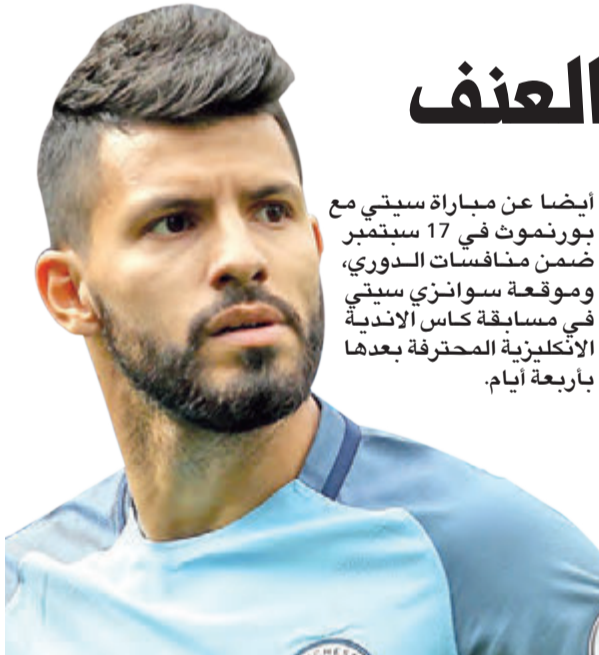 العنف
أيضا عن مباراة سيتي مع
بورنموث في 17 سبتمبر
ضمن منافسات الدوري،
وموقعة سوانزي سيتي
في مسابقة كاس الاندية
الانكليزية المحترفة بعدها
بأربعة أيام.
CHES